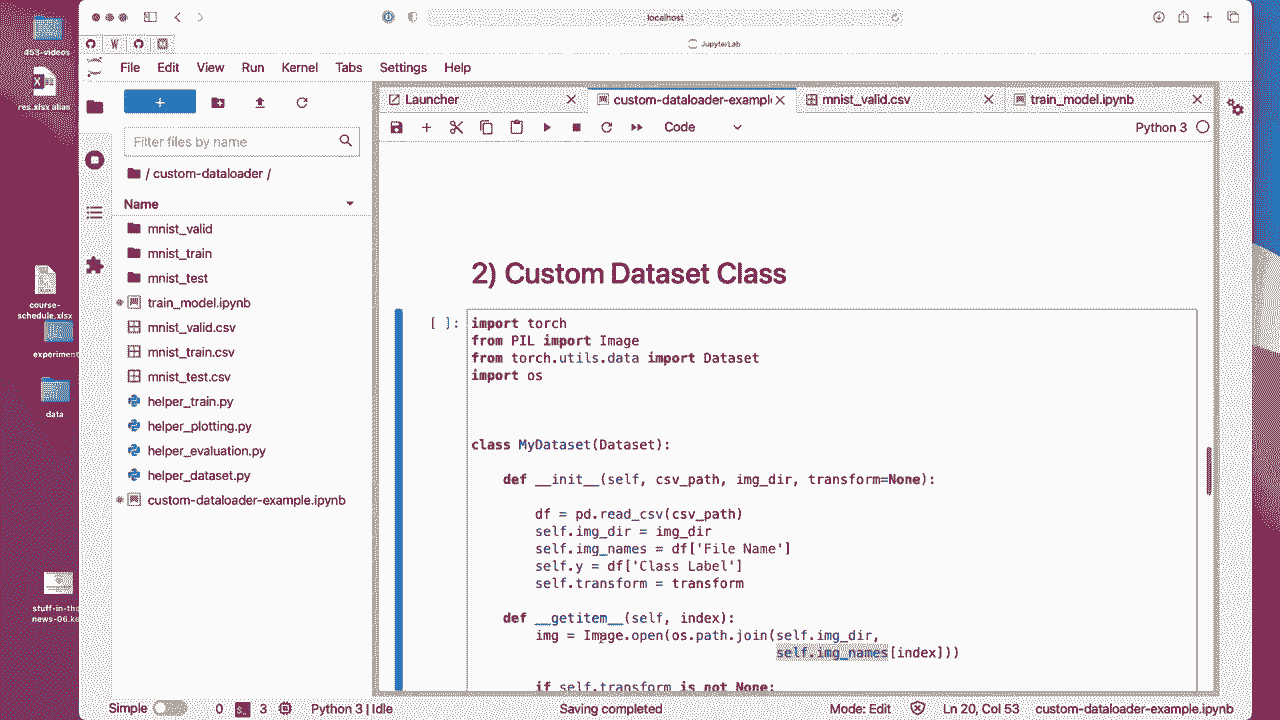 453-videos
res.xlsx alias
course-
schedule.xlsx
experiment
data
stuff-in-the
news-06.ke
localhost
JupyterLab
File Edit View Run Kernel Tabs Settings Help
+
Filter files by name
/ custom-dataloader /
Name
mnist_valid
mnist_train
mnist_test
train_model.ipynb
mnist_valid.csv
mnist_train.csv
mnist_test.csv
helper_train.py
helper_plotting.py
helper_evaluation.py
helper_dataset.py
custom-dataloader-example.ipynb
Launcher custom-dataloader-example mnist_valid.csv train_model.ipynb
Code Python 3
2) Custom Dataset Class
[ ]: import torch
from PIL import Image
from torch.utils.data import Dataset
import os
class MyDataset(Dataset):
def __init__(self, csv_path, img_dir, transform=None):
df = pd.read_csv(csv_path)
self.img_dir = img_dir
self.img_names = df['File Name']
self.y = df['Class Label']
self.transform = transform
def __getitem__(self, index):
img = Image.open(os.path.join(self.img_dir,
self.img_names[index]))
if self.transform is not None:
Simple 0 3 Python 3 | Idle Saving completed Mode: Edit Ln 20, Col 53 custom-dataloader-example.ipynb